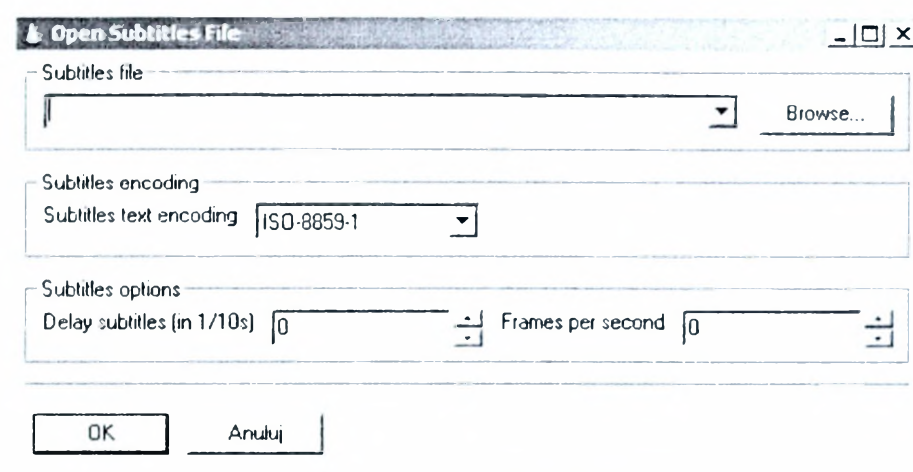 Open Subtitles File
Subtitles file
Browse...
Subtitles encoding
Subtitles text encoding ISO-8859-1
Subtitles options
Delay subtitles (in 1/10s) 0 Frames per second 0
OK Anuluj